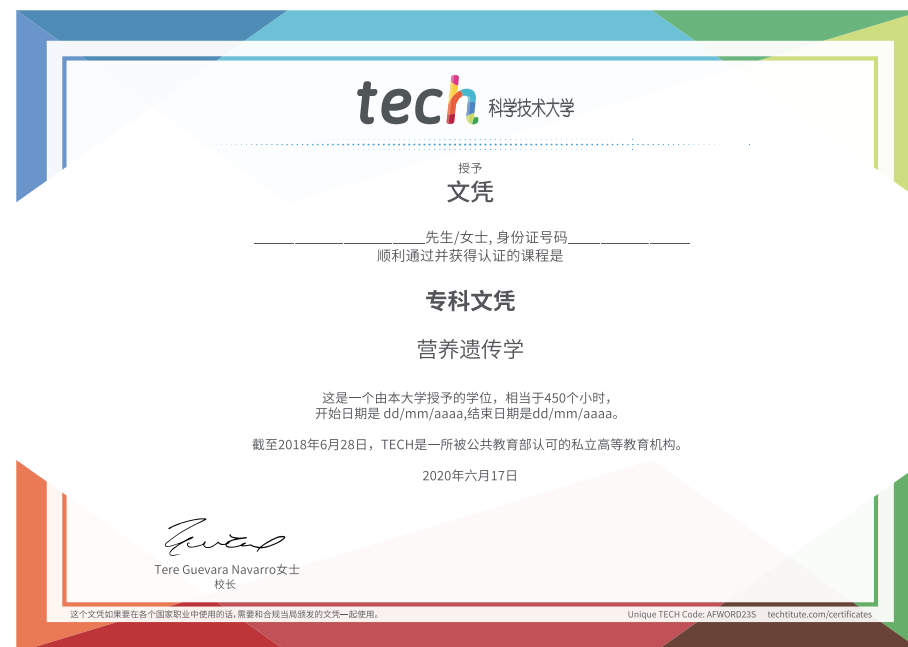 tech 科学技术大学
授予
文凭
先生/女士, 身份证号码
顺利通过并获得认证的课程是
专科文凭
营养遗传学
这是一个由本大学授予的学位，相当于450个小时，
开始日期是 dd/mm/aaaa,结束日期是dd/mm/aaaa。
截至2018年6月28日，TECH是一所被公共教育部认可的私立高等教育机构。
2020年六月17日
Tere Guevara Navarro女士
校长
这个文凭如果要在各个国家职业中使用的话,需要和合规当局颁发的文凭一起使用。
Unique TECH Code: AFWORD23S techtitute.com/certificates